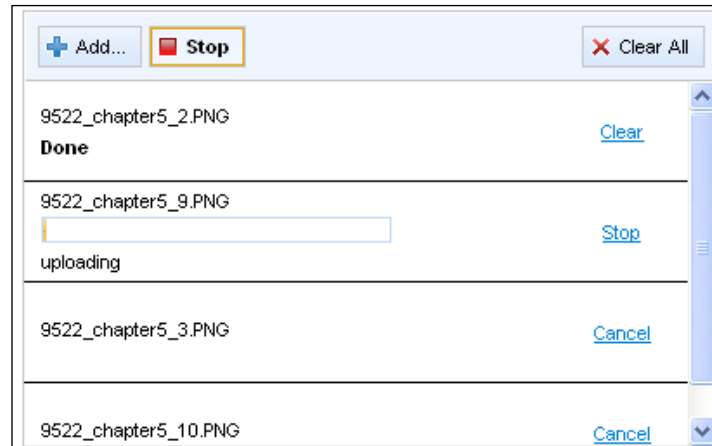 Add... Stop Clear All
9522_chapter5_2.PNG
Done
Clear
9522_chapter5_9.PNG
uploading
Stop
9522_chapter5_3.PNG
Cancel
9522_chapter5_10.PNG
Cancel